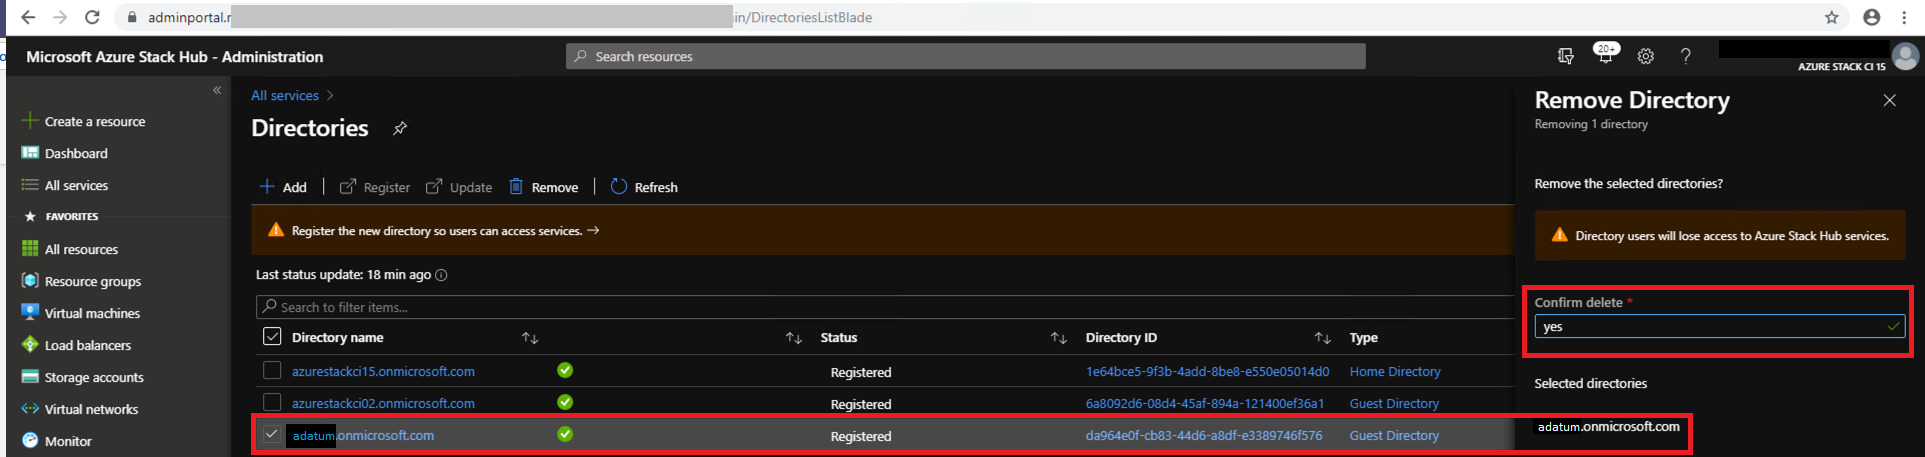 adminportal.r in/DirectoriesListBlade
Microsoft Azure Stack Hub - Administration
Search resources
20+
AZURE STACK CI 15
«
Create a resource
Dashboard
All services
FAVORITES
All resources
Resource groups
Virtual machines
Load balancers
Storage accounts
Virtual networks
Monitor
All services >
Directories
Add | Register Update Remove | Refresh
Register the new directory so users can access services. →
Last status update: 18 min ago
Search to filter items...
Directory name Status Directory ID Type
azurestackci15.onmicrosoft.com Registered 1e64bce5-9f3b-4add-8be8-e550e05014d0 Home Directory
azurestackci02.onmicrosoft.com Registered 6a8092d6-08d4-45af-894a-121400ef36a1 Guest Directory
adatum.onmicrosoft.com Registered da964e0f-cb83-44d6-a8df-e3389746f576 Guest Directory
Remove Directory
Removing 1 directory
Remove the selected directories?
Directory users will lose access to Azure Stack Hub services.
Confirm delete *
yes
Selected directories
adatum.onmicrosoft.com